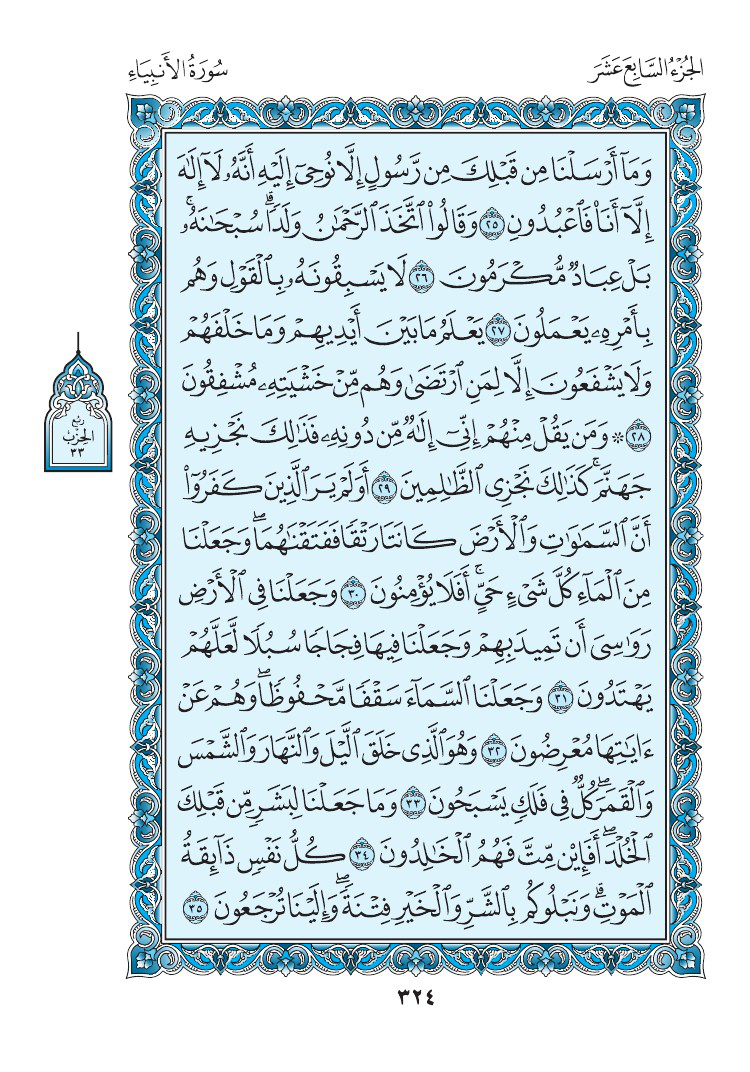 الجُزْءُ السَّابِعَ عَشَرَ
سُورَةُ الأَنبِيَاءِ
وَمَآ أَرْسَلْنَا مِن قَبْلِكَ مِن رَّسُولٍ إِلَّا نُوحِىٓ إِلَيْهِ أَنَّهُۥ لَآ إِلَٰهَ
إِلَّآ أَنَا۠ فَٱعْبُدُونِ ٢٥ وَقَالُوا۟ ٱتَّخَذَ ٱلرَّحْمَٰنُ وَلَدًا ۗ سُبْحَٰنَهُۥ ۚ
بَلْ عِبَادٌ مُّكْرَمُونَ ٢٦ لَا يَسْبِقُونَهُۥ بِٱلْقَوْلِ وَهُم
بِأَمْرِهِۦ يَعْمَلُونَ ٢٧ يَعْلَمُ مَا بَيْنَ أَيْدِيهِمْ وَمَا خَلْفَهُمْ
وَلَا يَشْفَعُونَ إِلَّا لِمَنِ ٱرْتَضَىٰ وَهُم مِّنْ خَشْيَتِهِۦ مُشْفِقُونَ
٢٨ * وَمَن يَقُلْ مِنْهُمْ إِنِّىٓ إِلَٰهٌ مِّن دُونِهِۦ فَذَٰلِكَ نَجْزِيهِ
جَهَنَّمَ ۚ كَذَٰلِكَ نَجْزِى ٱلظَّٰلِمِينَ ٢٩ أَوَلَمْ يَرَ ٱلَّذِينَ كَفَرُوٓا۟
أَنَّ ٱلسَّمَٰوَٰتِ وَٱلْأَرْضَ كَانَتَا رَتْقًا فَفَتَقْنَٰهُمَا ۖ وَجَعَلْنَا
مِنَ ٱلْمَآءِ كُلَّ شَىْءٍ حَىٍّ ۖ أَفَلَا يُؤْمِنُونَ ٣٠ وَجَعَلْنَا فِى ٱلْأَرْضِ
رَوَٰسِىَ أَن تَمِيدَ بِهِمْ وَجَعَلْنَا فِيهَا فِجَاجًا سُبُلًا لَّعَلَّهُمْ
يَهْتَدُونَ ٣١ وَجَعَلْنَا ٱلسَّمَآءَ سَقْفًا مَّحْفُوظًا ۖ وَهُمْ عَنْ
ءَايَٰتِهَا مُعْرِضُونَ ٣٢ وَهُوَ ٱلَّذِى خَلَقَ ٱلَّيْلَ وَٱلنَّهَارَ وَٱلشَّمْسَ
وَٱلْقَمَرَ ۖ كُلٌّ فِى فَلَكٍ يَسْبَحُونَ ٣٣ وَمَا جَعَلْنَا لِبَشَرٍ مِّن قَبْلِكَ
ٱلْخُلْدَ ۖ أَفَإِي۟ن مِّتَّ فَهُمُ ٱلْخَٰلِدُونَ ٣٤ كُلُّ نَفْسٍ ذَآئِقَةُ
ٱلْمَوْتِ ۗ وَنَبْلُوكُم بِٱلشَّرِّ وَٱلْخَيْرِ فِتْنَةً ۖ وَإِلَيْنَا تُرْجَعُونَ ٣٥
رُبْعُ
الحِزْبِ
٣٣
٣٢٤